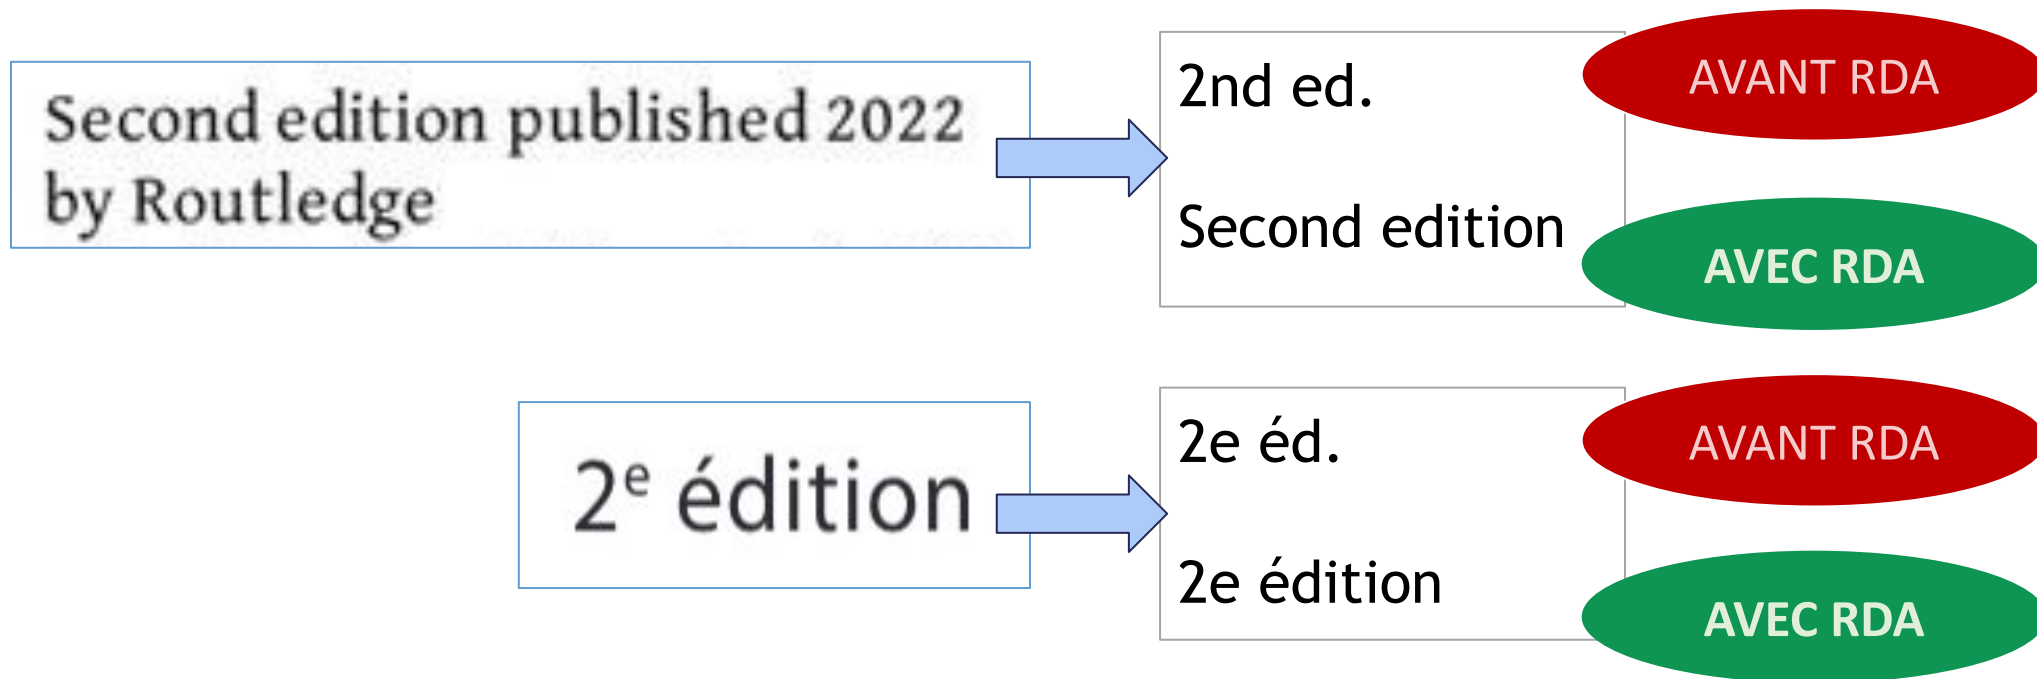 Second edition published 2022
by Routledge
2nd ed.
AVANT RDA
Second edition
AVEC RDA
2e édition
2e éd.
AVANT RDA
2e édition
AVEC RDA